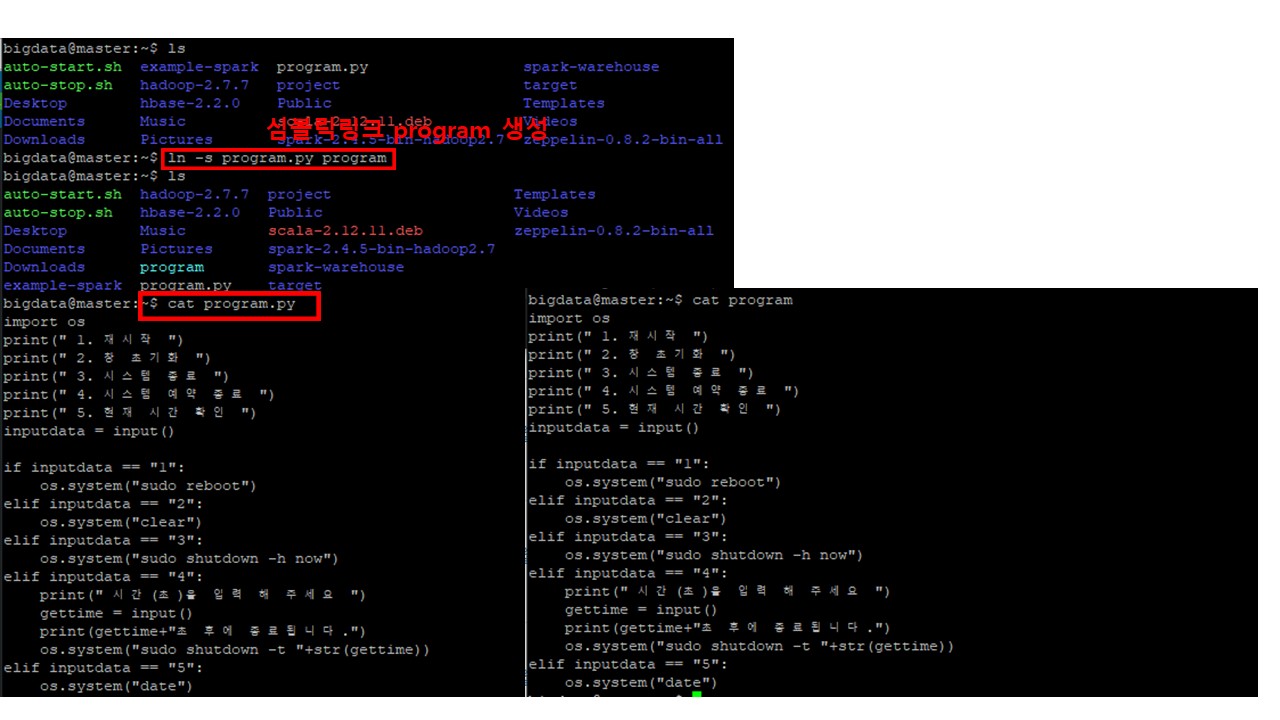 bigdata@master:~$ ls
auto-start.sh example-spark program.py spark-warehouse
auto-stop.sh hadoop-2.7.7 project target
Desktop hbase-2.2.0 Public Templates
Documents Music scala-2.12.11.deb Videos
심볼릭링크 program 생성
Downloads Pictures spark-2.4.5-bin-hadoop2.7 zeppelin-0.8.2-bin-all
bigdata@master:~$ ln -s program.py program
bigdata@master:~$ ls
auto-start.sh hadoop-2.7.7 project Templates
auto-stop.sh hbase-2.2.0 Public Videos
Desktop Music scala-2.12.11.deb zeppelin-0.8.2-bin-all
Documents Pictures spark-2.4.5-bin-hadoop2.7
Downloads program spark-warehouse
example-spark program.py target
bigdata@master:~$ cat program.py
import os
print(" 1. 재시작 ")
print(" 2. 창 초기화 ")
print(" 3. 시스템 종료 ")
print(" 4. 시스템 예약 종료 ")
print(" 5. 현재 시간 확인 ")
inputdata = input()
if inputdata == "1":
    os.system("sudo reboot")
elif inputdata == "2":
    os.system("clear")
elif inputdata == "3":
    os.system("sudo shutdown -h now")
elif inputdata == "4":
    print(" 시간(초)을 입력 해 주세요 ")
    gettime = input()
    print(gettime+"초 후에 종료됩니다.")
    os.system("sudo shutdown -t "+str(gettime))
elif inputdata == "5":
    os.system("date")
bigdata@master:~$ cat program
import os
print(" 1. 재시작 ")
print(" 2. 창 초기화 ")
print(" 3. 시스템 종료 ")
print(" 4. 시스템 예약 종료 ")
print(" 5. 현재 시간 확인 ")
inputdata = input()
if inputdata == "1":
    os.system("sudo reboot")
elif inputdata == "2":
    os.system("clear")
elif inputdata == "3":
    os.system("sudo shutdown -h now")
elif inputdata == "4":
    print(" 시간(초)을 입력 해 주세요 ")
    gettime = input()
    print(gettime+"초 후에 종료됩니다.")
    os.system("sudo shutdown -t "+str(gettime))
elif inputdata == "5":
    os.system("date")